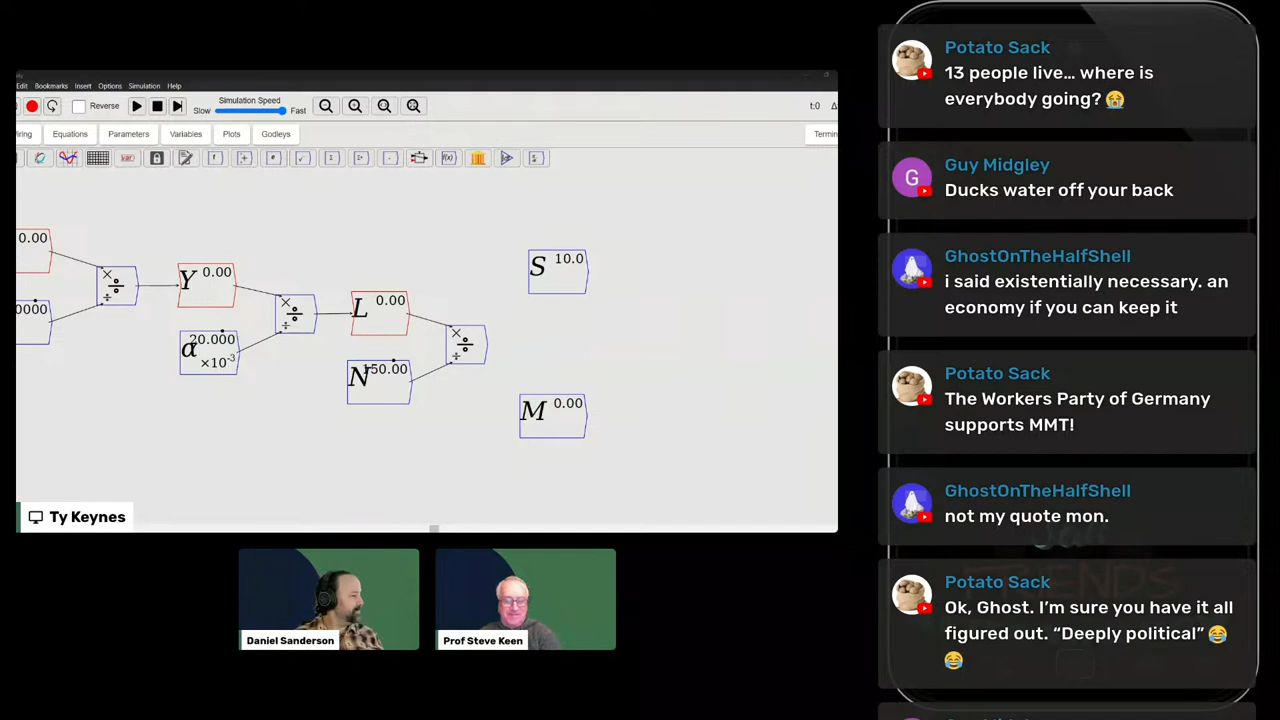 Edit Bookmarks Insert Options Simulation Help
Reverse
Simulation Speed
Slow
Fast
t:0
Equations
Parameters
Variables
Plots
Godleys
var
f(x)
0.00
0000
×
÷
Y 0.00
α 20.000
×10⁻³
×
÷
L 0.00
N 150.00
×
÷
S 10.0
M 0.00
Ty Keynes
Daniel Sanderson
Prof Steve Keen
Potato Sack
13 people live… where is
everybody going? 😭
G
Guy Midgley
Ducks water off your back
GhostOnTheHalfShell
i said existentially necessary. an
economy if you can keep it
Potato Sack
The Workers Party of Germany
supports MMT!
GhostOnTheHalfShell
not my quote mon.
Potato Sack
Ok, Ghost. I’m sure you have it all
figured out. “Deeply political” 😂
😂